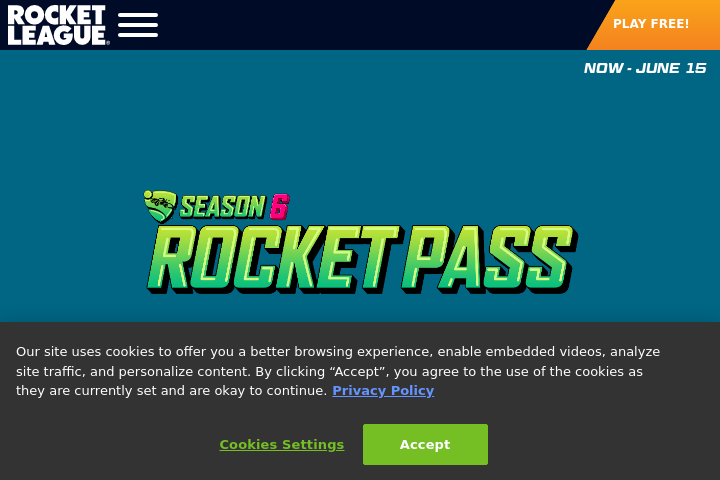 ROCKET
LEAGUE
PLAY FREE!
NOW - JUNE 15
SEASON 6
ROCKET PASS
Our site uses cookies to offer you a better browsing experience, enable embedded videos, analyze
site traffic, and personalize content. By clicking “Accept”, you agree to the use of the cookies as
they are currently set and are okay to continue. Privacy Policy
Cookies Settings
Accept